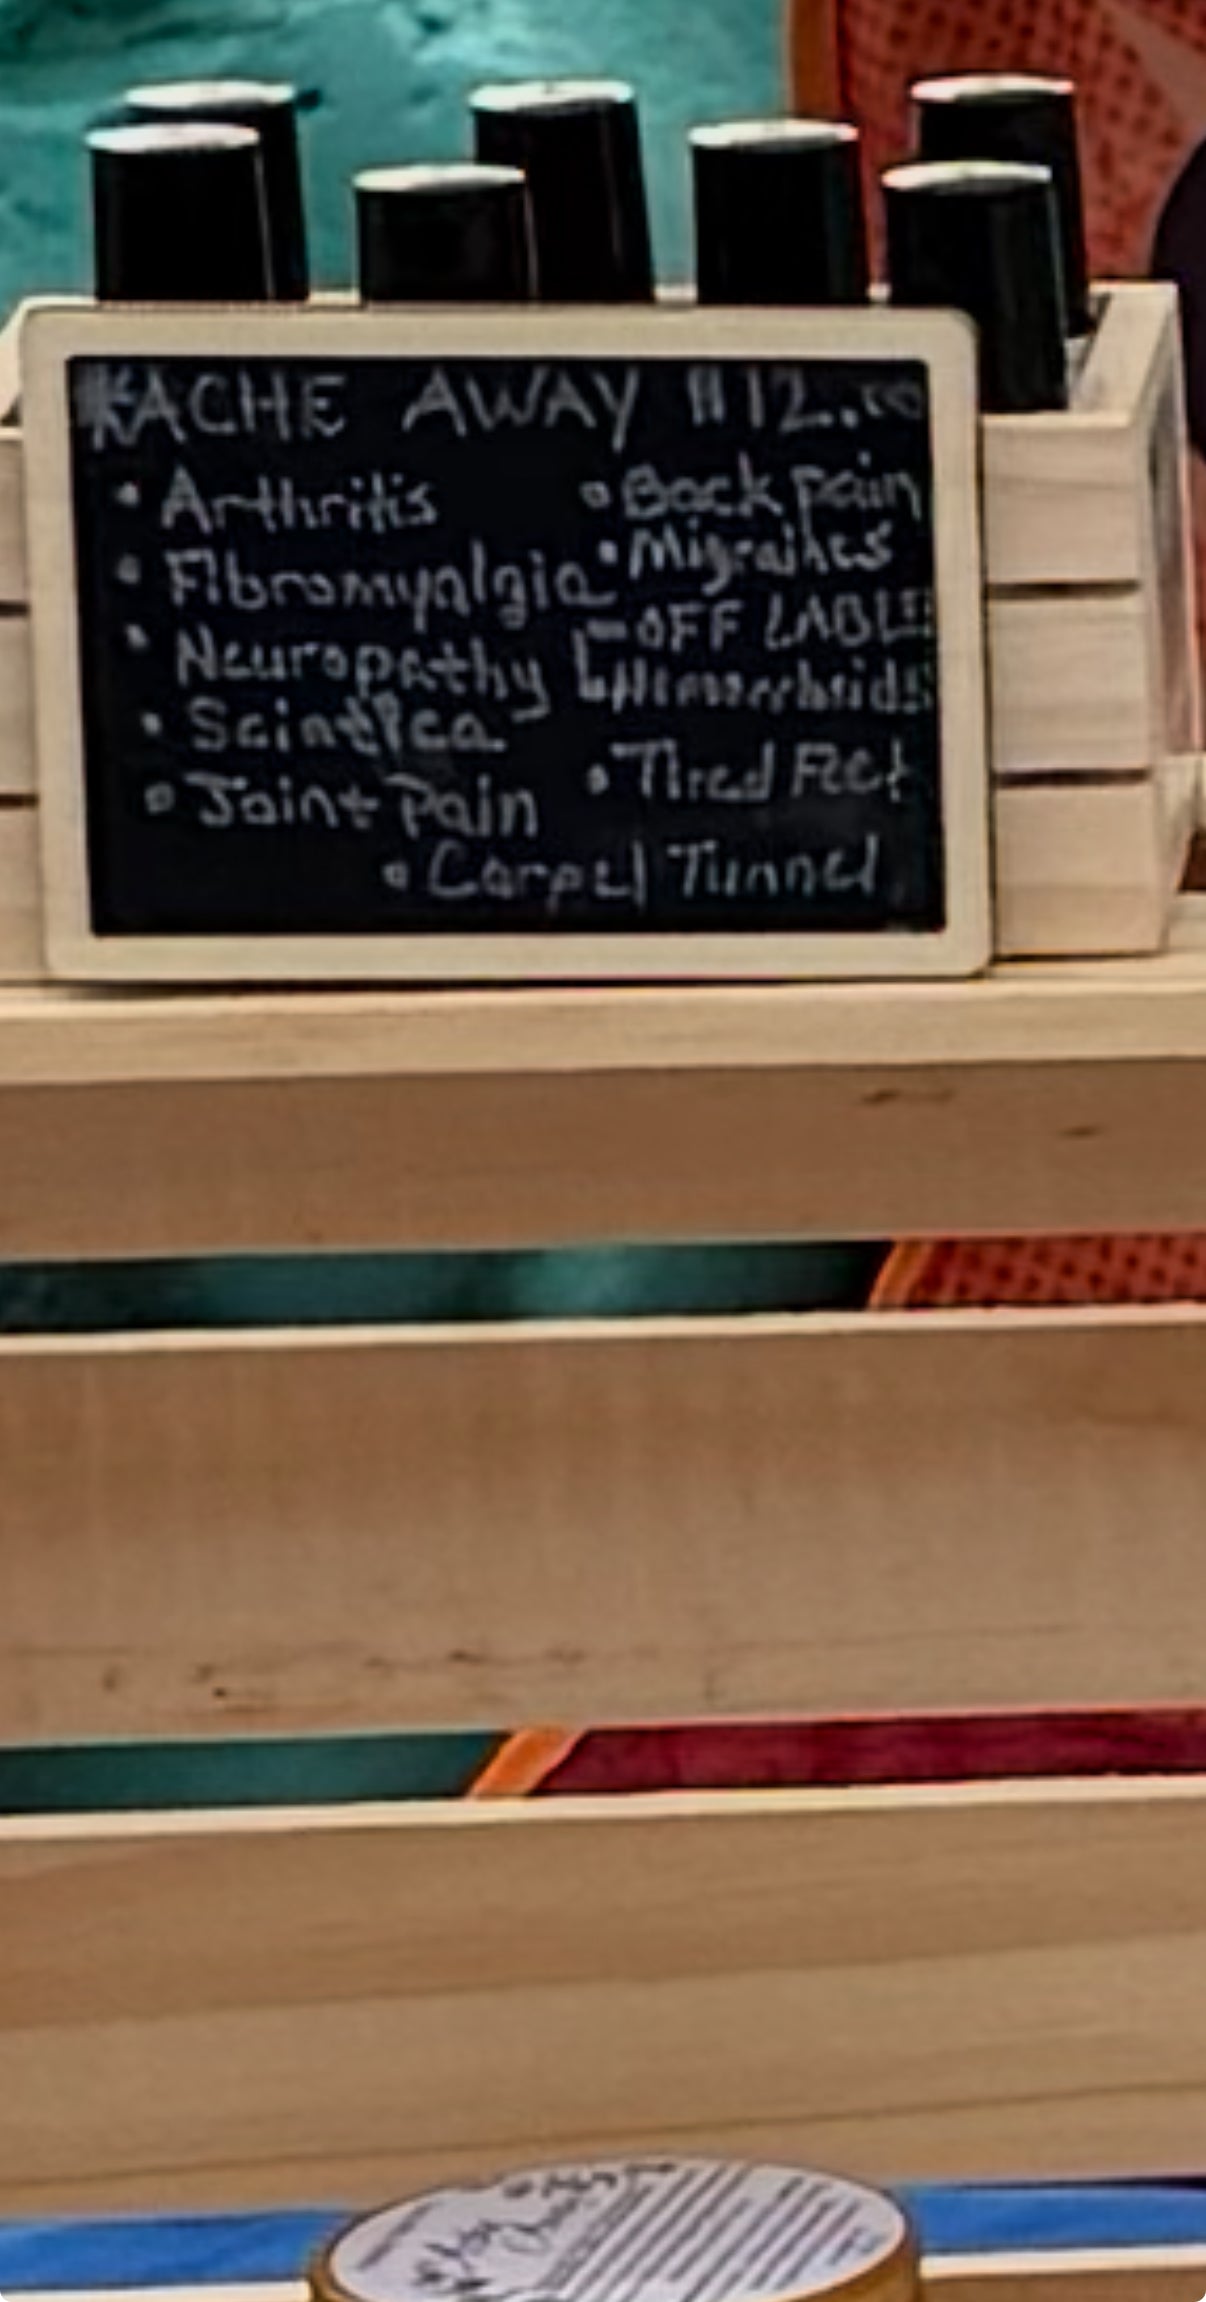 ACHE AWAY $12.00
• Arthritis
• Fibromyalgia
• Neuropathy
• Sciatica
• Joint Pain
• Back pain
• Migraines
- OFF LABLE
Hemorrhoids
• Tired Feet
• Carpel Tunnel